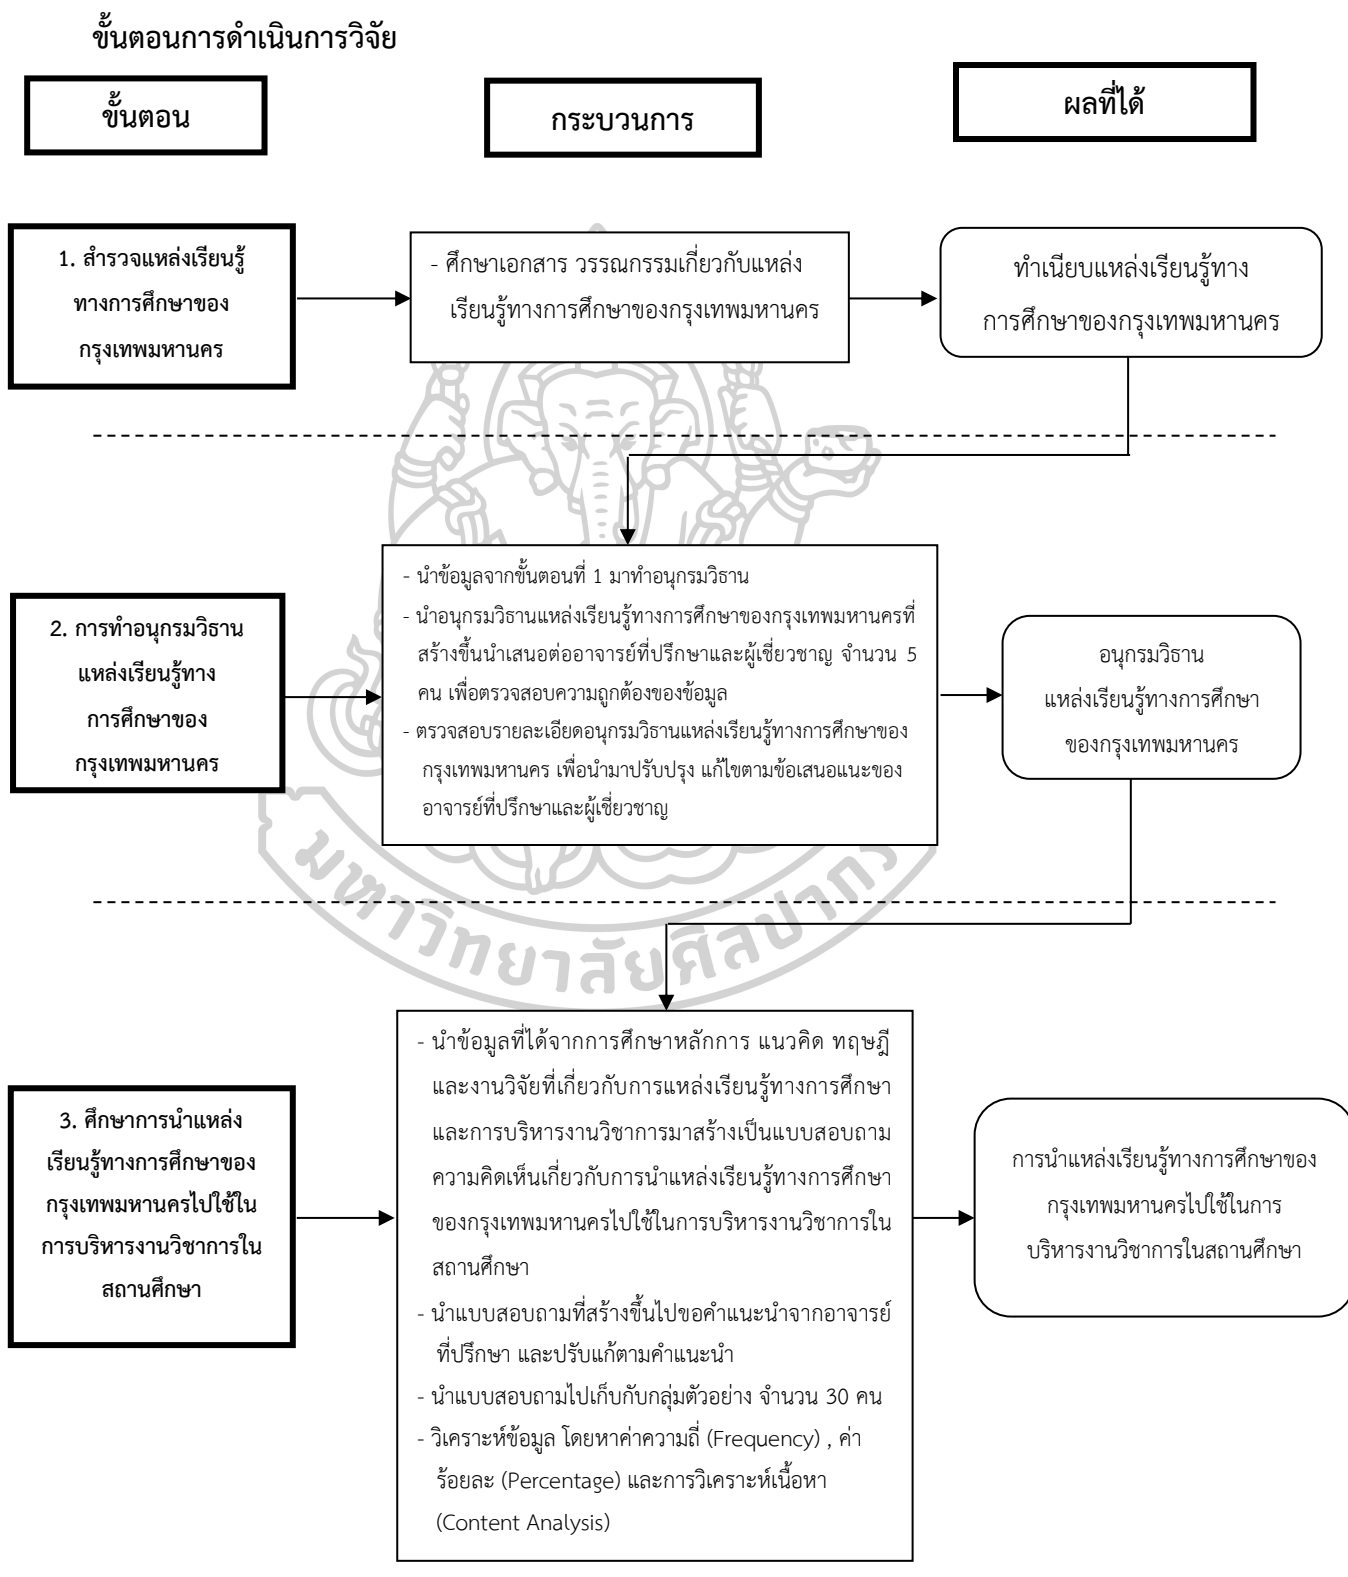 ขั้นตอนการดำเนินการวิจัย
ขั้นตอน
กระบวนการ
ผลที่ได้
1. สำรวจแหล่งเรียนรู้
ทางการศึกษาของ
กรุงเทพมหานคร
- ศึกษาเอกสาร วรรณกรรมเกี่ยวกับแหล่ง
เรียนรู้ทางการศึกษาของกรุงเทพมหานคร
ทำเนียบแหล่งเรียนรู้ทาง
การศึกษาของกรุงเทพมหานคร
2. การทำอนุกรมวิธาน
แหล่งเรียนรู้ทาง
การศึกษาของ
กรุงเทพมหานคร
- นำข้อมูลจากขั้นตอนที่ 1 มาทำอนุกรมวิธาน
- นำอนุกรมวิธานแหล่งเรียนรู้ทางการศึกษาของกรุงเทพมหานครที่
สร้างขึ้นนำเสนอต่ออาจารย์ที่ปรึกษาและผู้เชี่ยวชาญ จำนวน 5
คน เพื่อตรวจสอบความถูกต้องของข้อมูล
- ตรวจสอบรายละเอียดอนุกรมวิธานแหล่งเรียนรู้ทางการศึกษาของ
กรุงเทพมหานคร เพื่อนำมาปรับปรุง แก้ไขตามข้อเสนอแนะของ
อาจารย์ที่ปรึกษาและผู้เชี่ยวชาญ
อนุกรมวิธาน
แหล่งเรียนรู้ทางการศึกษา
ของกรุงเทพมหานคร
มหาวิทยาลัยศิลปากร
3. ศึกษาการนำแหล่ง
เรียนรู้ทางการศึกษาของ
กรุงเทพมหานครไปใช้ใน
การบริหารงานวิชาการใน
สถานศึกษา
- นำข้อมูลที่ได้จากการศึกษาหลักการ แนวคิด ทฤษฎี
และงานวิจัยที่เกี่ยวกับการแหล่งเรียนรู้ทางการศึกษา
และการบริหารงานวิชาการมาสร้างเป็นแบบสอบถาม
ความคิดเห็นเกี่ยวกับการนำแหล่งเรียนรู้ทางการศึกษา
ของกรุงเทพมหานครไปใช้ในการบริหารงานวิชาการใน
สถานศึกษา
- นำแบบสอบถามที่สร้างขึ้นไปขอคำแนะนำจากอาจารย์
ที่ปรึกษา และปรับแก้ตามคำแนะนำ
- นำแบบสอบถามไปเก็บกับกลุ่มตัวอย่าง จำนวน 30 คน
- วิเคราะห์ข้อมูล โดยหาค่าความถี่ (Frequency) , ค่า
ร้อยละ (Percentage) และการวิเคราะห์เนื้อหา
(Content Analysis)
การนำแหล่งเรียนรู้ทางการศึกษาของ
กรุงเทพมหานครไปใช้ในการ
บริหารงานวิชาการในสถานศึกษา